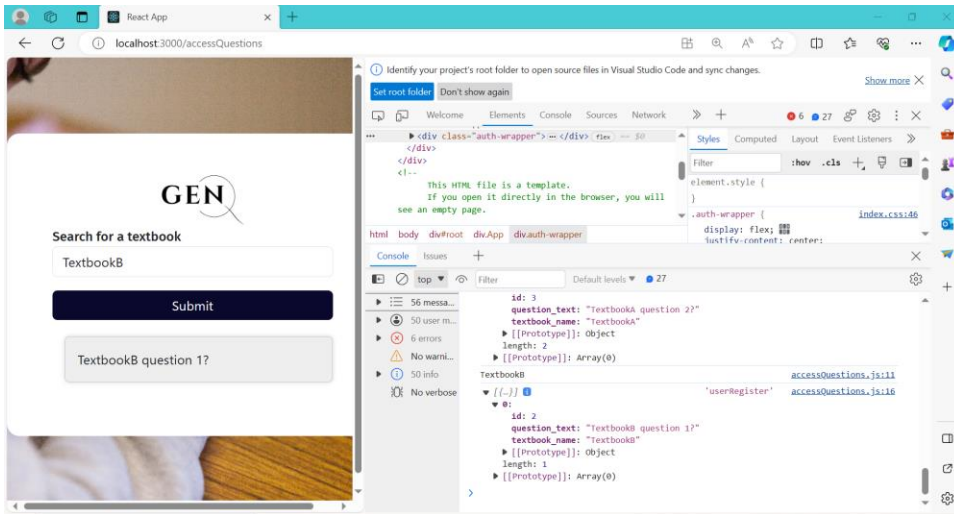 React App
localhost:3000/accessQuestions
GEN
Search for a textbook
TextbookB
Submit
TextbookB question 1?
Identify your project's root folder to open source files in Visual Studio Code and sync changes.
Show more
Set root folder Don't show again
Welcome Elements Console Sources Network
6 27
<div class="auth-wrapper"> </div> flex == $0
</div>
</div>
<!--
This HTML file is a template.
If you open it directly in the browser, you will
see an empty page.
html body div#root div.App div.auth-wrapper
Styles Computed Layout Event Listeners
Filter :hov .cls
element.style {
}
.auth-wrapper { index.css:46
display: flex;
justify-content: center;
Console Issues
top Filter Default levels 27
56 messa...
50 user m...
6 errors
No warni...
50 info
No verbose
id: 3
question_text: "TextbookA question 2?"
textbook_name: "TextbookA"
[[Prototype]]: Object
length: 2
[[Prototype]]: Array(0)
TextbookB accessQuestions.js:11
[{…}] 'userRegister' accessQuestions.js:16
0:
id: 2
question_text: "TextbookB question 1?"
textbook_name: "TextbookB"
[[Prototype]]: Object
length: 1
[[Prototype]]: Array(0)